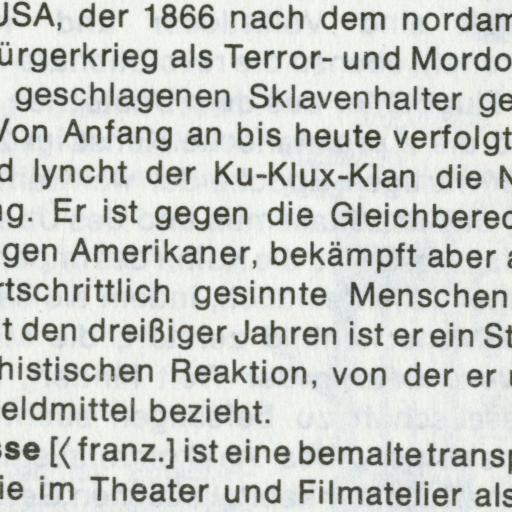 USA, der 1866 nach dem nordam
ürgerkrieg als Terror- und Mordo
geschlagenen Sklavenhalter ge
Von Anfang an bis heute verfolgt
d lyncht der Ku-Klux-Klan die N
ng. Er ist gegen die Gleichberec
igen Amerikaner, bekämpft aber a
rtschrittlich gesinnte Menschen
t den dreißiger Jahren ist er ein St
histischen Reaktion, von der er u
eldmittel bezieht.
sse [⟨franz.] ist eine bemalte transp
ie im Theater und Filmatelier als